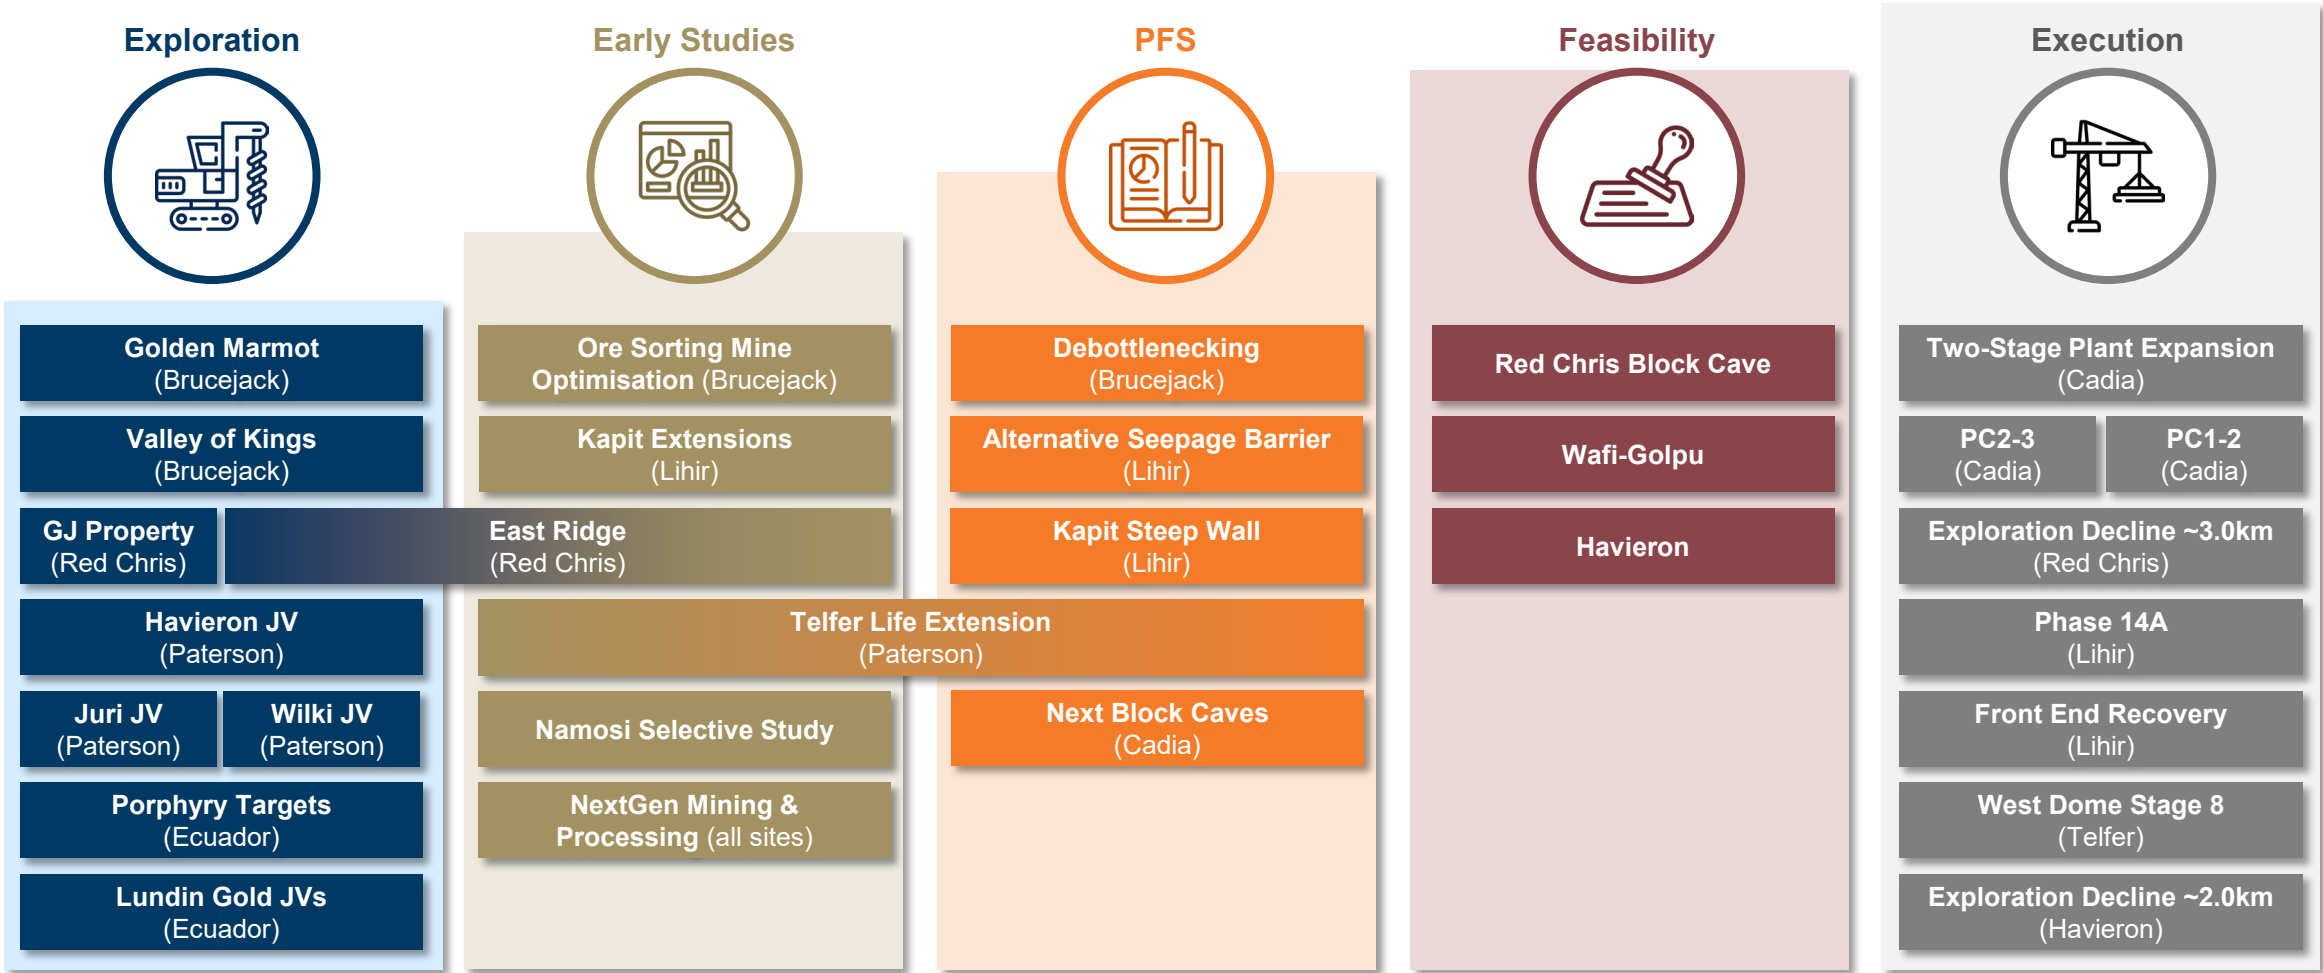 Exploration
Golden Marmot
(Brucejack)
Valley of Kings
(Brucejack)
GJ Property
(Red Chris)
East Ridge
(Red Chris)
Havieron JV
(Paterson)
Juri JV
(Paterson)
Wilki JV
(Paterson)
Porphyry Targets
(Ecuador)
Lundin Gold JVs
(Ecuador)
Early Studies
Ore Sorting Mine
Optimisation (Brucejack)
Kapit Extensions
(Lihir)
Telfer Life Extension
(Paterson)
Namosi Selective Study
NextGen Mining &
Processing (all sites)
PFS
Debottlenecking
(Brucejack)
Alternative Seepage Barrier
(Lihir)
Kapit Steep Wall
(Lihir)
Next Block Caves
(Cadia)
Feasibility
Red Chris Block Cave
Wafi-Golpu
Havieron
Execution
Two-Stage Plant Expansion
(Cadia)
PC2-3
(Cadia)
PC1-2
(Cadia)
Exploration Decline ~3.0km
(Red Chris)
Phase 14A
(Lihir)
Front End Recovery
(Lihir)
West Dome Stage 8
(Telfer)
Exploration Decline ~2.0km
(Havieron)